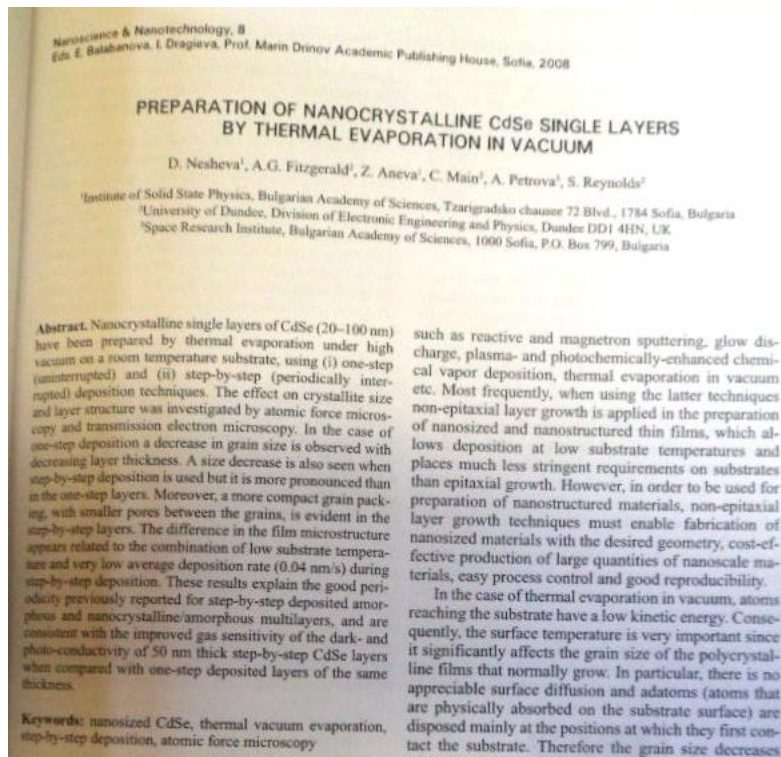 Nanoscience & Nanotechnology, 8
Eds. E. Balabanova, I. Dragieva, Prof. Marin Drinov Academic Publishing House, Sofia, 2008
PREPARATION OF NANOCRYSTALLINE CdSe SINGLE LAYERS
BY THERMAL EVAPORATION IN VACUUM
D. Nesheva¹, A.G. Fitzgerald², Z. Aneva¹, C. Main², A. Petrova³, S. Reynolds²
¹Institute of Solid State Physics, Bulgarian Academy of Sciences, Tzarigradsko chausee 72 Blvd., 1784 Sofia, Bulgaria
²University of Dundee, Division of Electronic Engineering and Physics, Dundee DD1 4HN, UK
³Space Research Institute, Bulgarian Academy of Sciences, 1000 Sofia, P.O. Box 799, Bulgaria
Abstract. Nanocrystalline single layers of CdSe (20–100 nm)
have been prepared by thermal evaporation under high
vacuum on a room temperature substrate, using (i) one-step
(uninterrupted) and (ii) step-by-step (periodically inter-
rupted) deposition techniques. The effect on crystallite size
and layer structure was investigated by atomic force micros-
copy and transmission electron microscopy. In the case of
one-step deposition a decrease in grain size is observed with
decreasing layer thickness. A size decrease is also seen when
step-by-step deposition is used but it is more pronounced than
in the one-step layers. Moreover, a more compact grain pack-
ing, with smaller pores between the grains, is evident in the
step-by-step layers. The difference in the film microstructure
appears related to the combination of low substrate tempera-
ture and very low average deposition rate (0.04 nm/s) during
step-by-step deposition. These results explain the good peri-
odicity previously reported for step-by-step deposited amor-
phous and nanocrystalline/amorphous multilayers, and are
consistent with the improved gas sensitivity of the dark- and
photo-conductivity of 50 nm thick step-by-step CdSe layers
when compared with one-step deposited layers of the same
thickness.
Keywords: nanosized CdSe, thermal vacuum evaporation,
step-by-step deposition, atomic force microscopy
such as reactive and magnetron sputtering, glow dis-
charge, plasma- and photochemically-enhanced chemi-
cal vapor deposition, thermal evaporation in vacuum
etc. Most frequently, when using the latter techniques
non-epitaxial layer growth is applied in the preparation
of nanosized and nanostructured thin films, which al-
lows deposition at low substrate temperatures and
places much less stringent requirements on substrates
than epitaxial growth. However, in order to be used for
preparation of nanostructured materials, non-epitaxial
layer growth techniques must enable fabrication of
nanosized materials with the desired geometry, cost-ef-
fective production of large quantities of nanoscale ma-
terials, easy process control and good reproducibility.
In the case of thermal evaporation in vacuum, atoms
reaching the substrate have a low kinetic energy. Conse-
quently, the surface temperature is very important since
it significantly affects the grain size of the polycrystal-
line films that normally grow. In particular, there is no
appreciable surface diffusion and adatoms (atoms that
are physically absorbed on the substrate surface) are
disposed mainly at the positions at which they first con-
tact the substrate. Therefore the grain size decreases